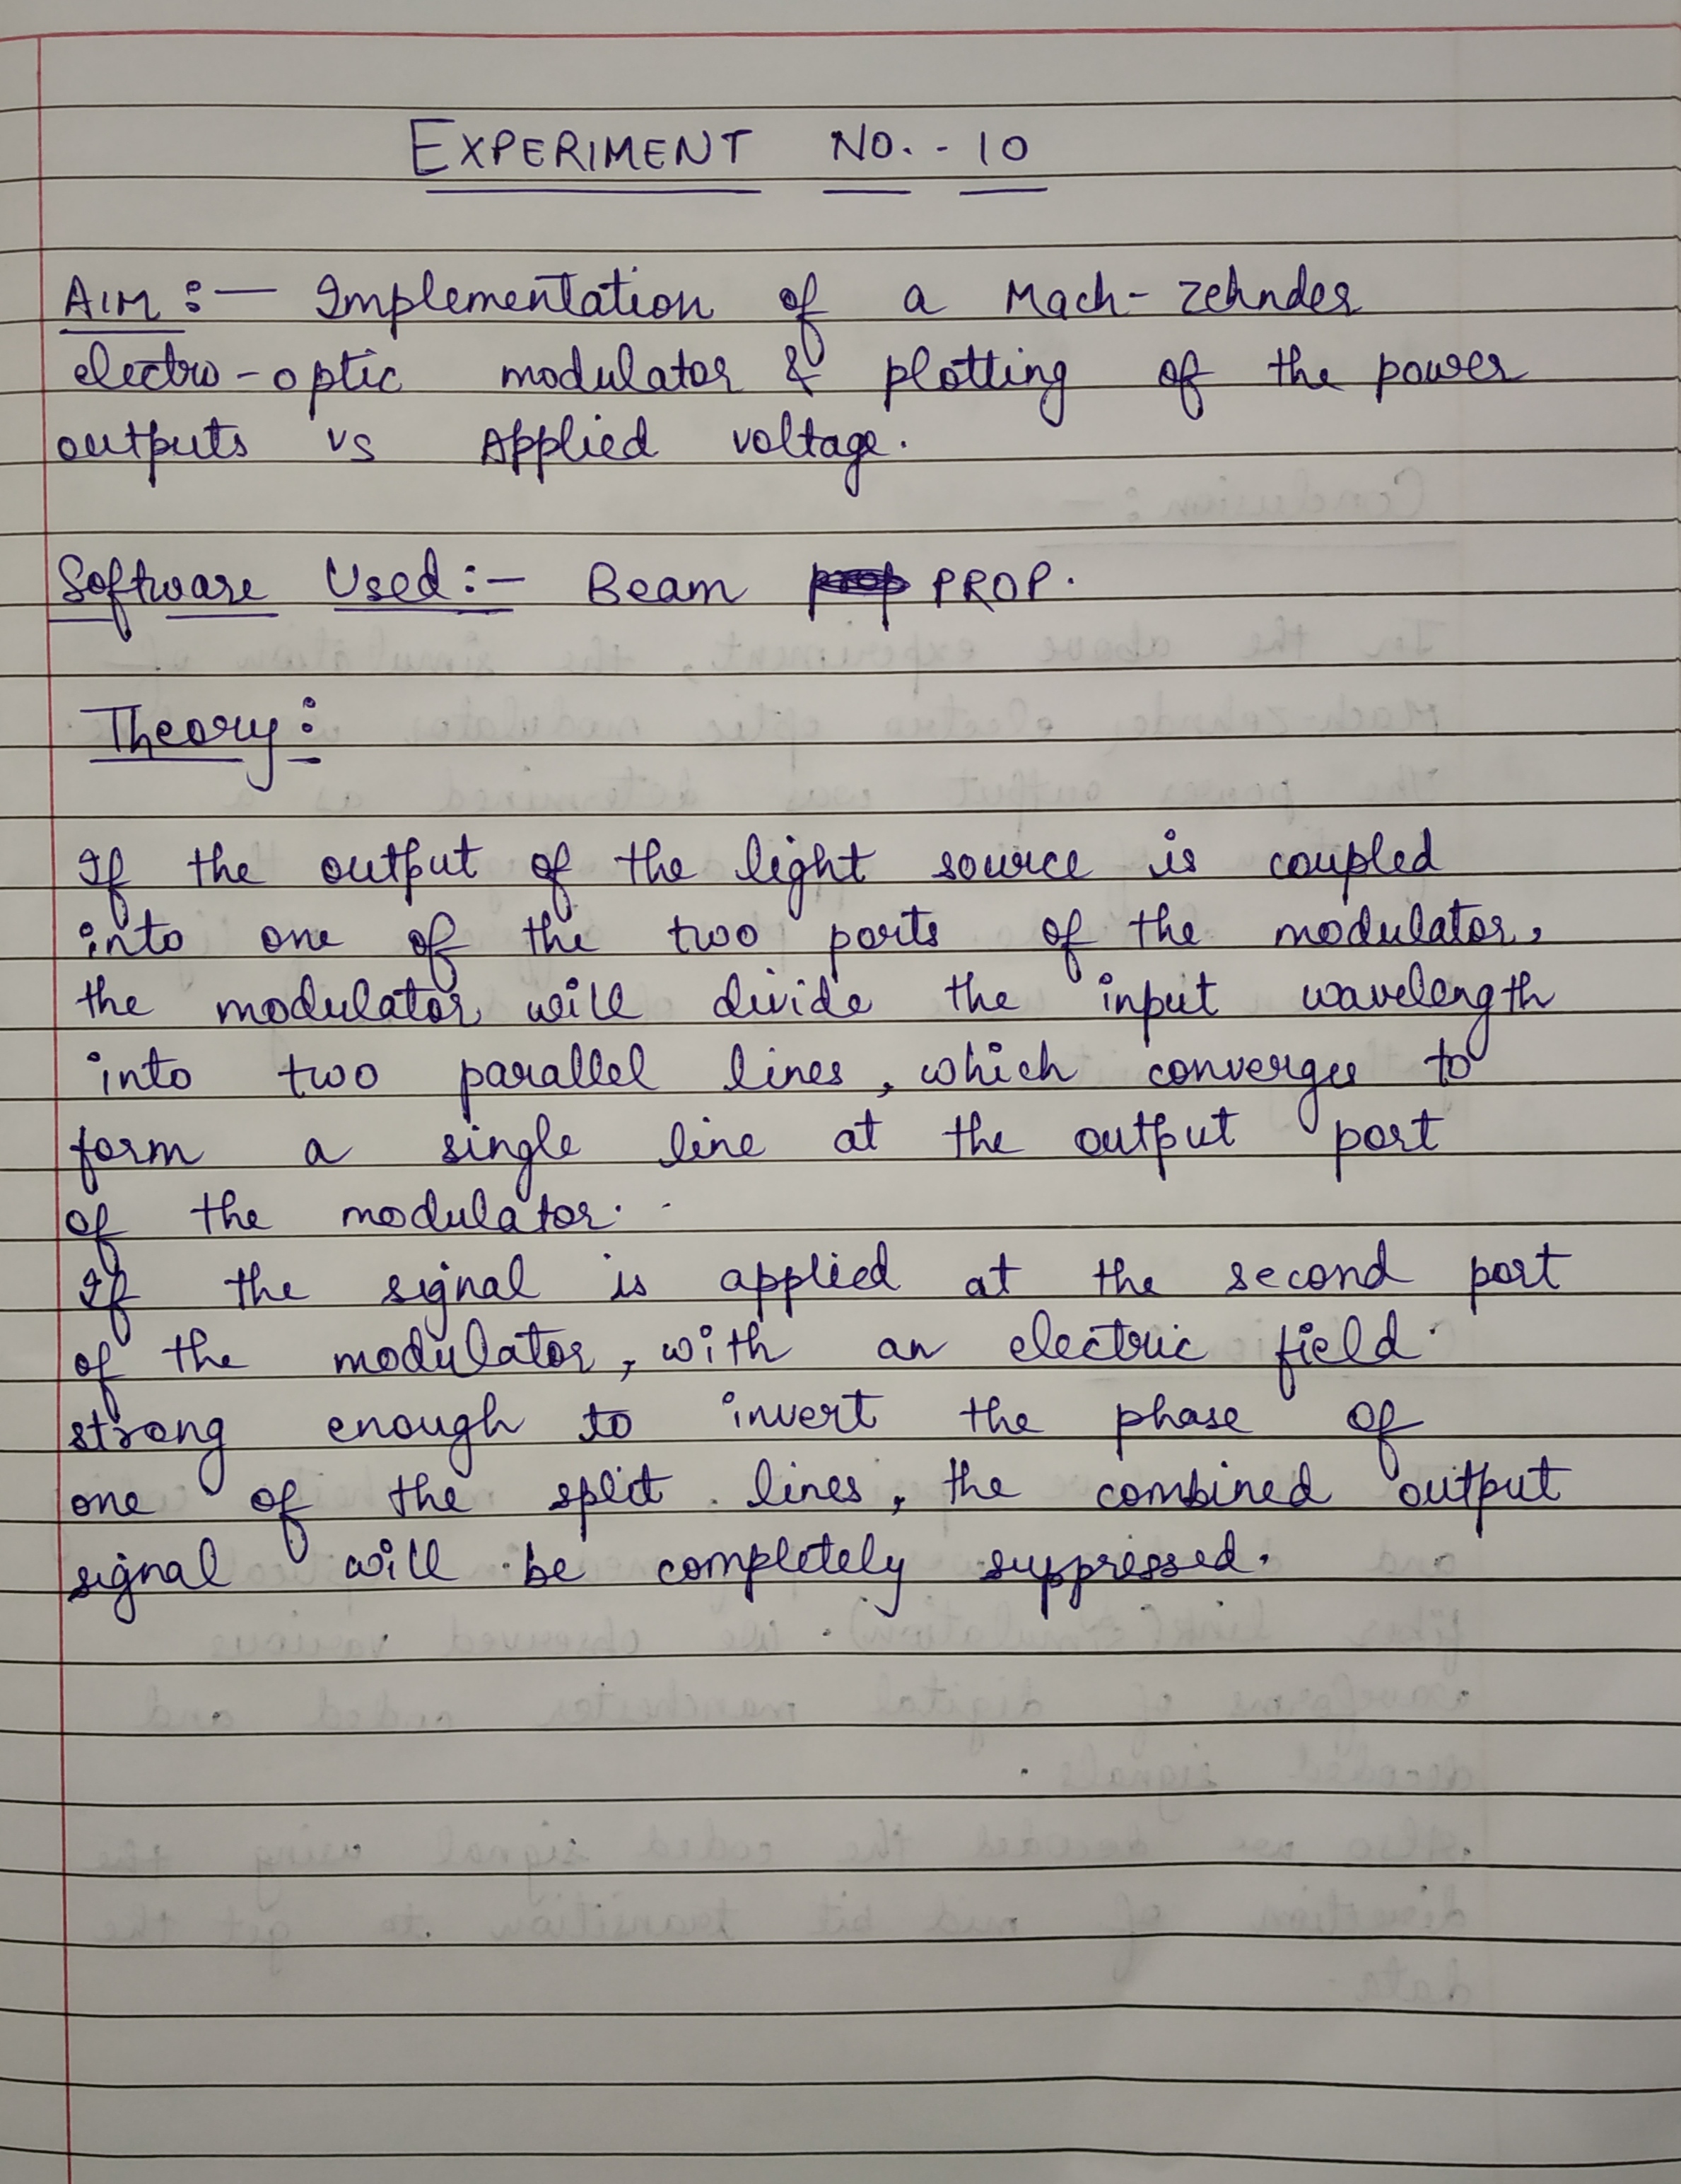 EXPERIMENT NO. - 10
AIM :- Implementation of a Mach-zehnder
electro-optic modulator & plotting of the power
outputs vs Applied voltage.
Software Used :- Beam PROP.
Theory :
If the output of the light source is coupled
into one of the two ports of the modulator,
the modulator will divide the input wavelength
into two parallel lines, which converges to
form a single line at the output port
of the modulator.
If the signal is applied at the second port
of the modulator, with an electric field
strong enough to invert the phase of
one of the split lines, the combined output
signal will be completely suppressed.